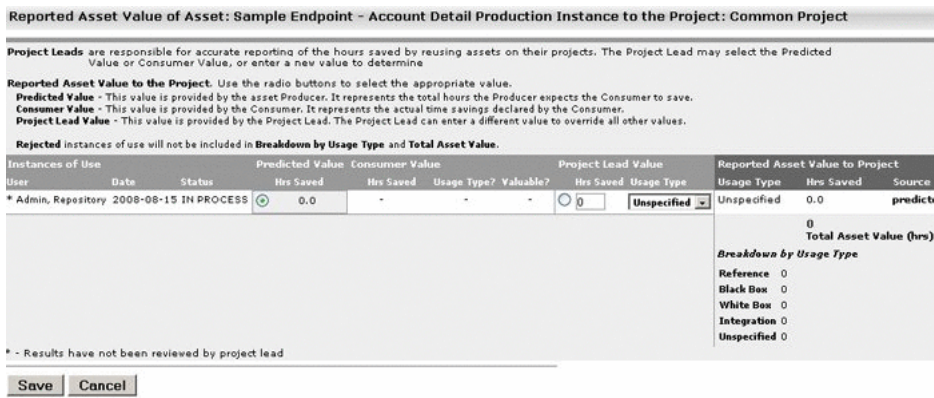 Reported Asset Value of Asset: Sample Endpoint - Account Detail Production Instance to the Project: Common Project
Project Leads are responsible for accurate reporting of the hours saved by reusing assets on their projects. The Project Lead may select the Predicted
Value or Consumer Value, or enter a new value to determine
Reported Asset Value to the Project. Use the radio buttons to select the appropriate value.
Predicted Value - This value is provided by the asset Producer. It represents the total hours the Producer expects the Consumer to save.
Consumer Value - This value is provided by the Consumer. It represents the actual time savings declared by the Consumer.
Project Lead Value - This value is provided by the Project Lead. The Project Lead can enter a different value to override all other values.
Rejected instances of use will not be included in Breakdown by Usage Type and Total Asset Value.
Instances of Use Predicted Value Consumer Value Project Lead Value Reported Asset Value to Project
User Date Status Hrs Saved Hrs Saved Usage Type? Valuable? Hrs Saved Usage Type Usage Type Hrs Saved Source
* Admin, Repository 2008-08-15 IN PROCESS 0.0 - - - 0 Unspecified Unspecified 0.0 predict
0
Total Asset Value (hrs)
Breakdown by Usage Type
Reference 0
Black Box 0
White Box 0
Integration 0
Unspecified 0
* - Results have not been reviewed by project lead
Save Cancel